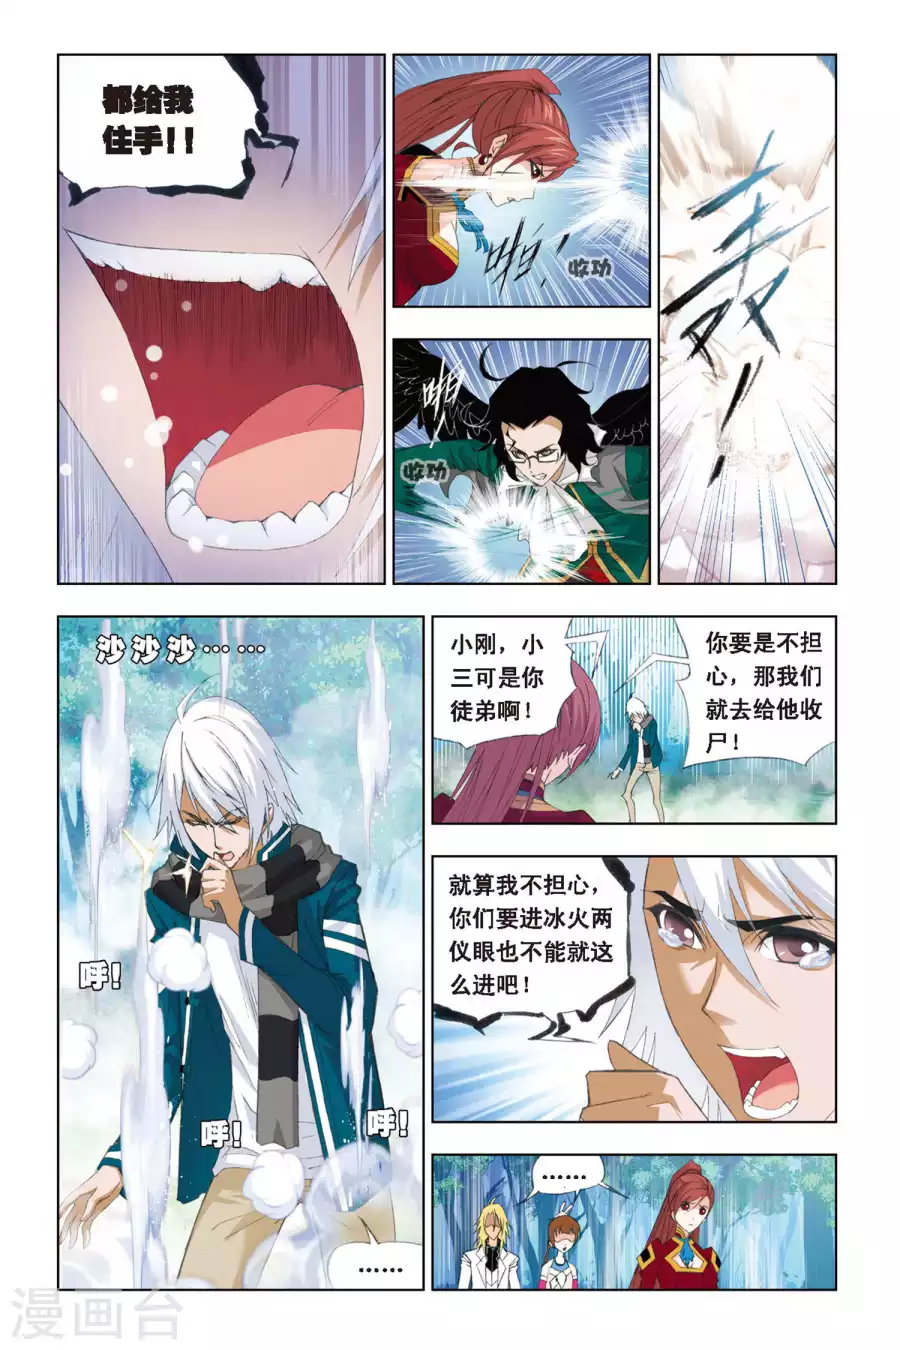 都给我
住手！！
啪！
收功
啪
收功
轰！
沙沙沙……
呼！
呼！
呼！
……
小刚，小
三可是你
徒弟啊！
你要是不担
心，那我们
就去给他收
尸！
就算我不担心，
你们要进冰火两
仪眼也不能就这
么进吧！
……
漫画台